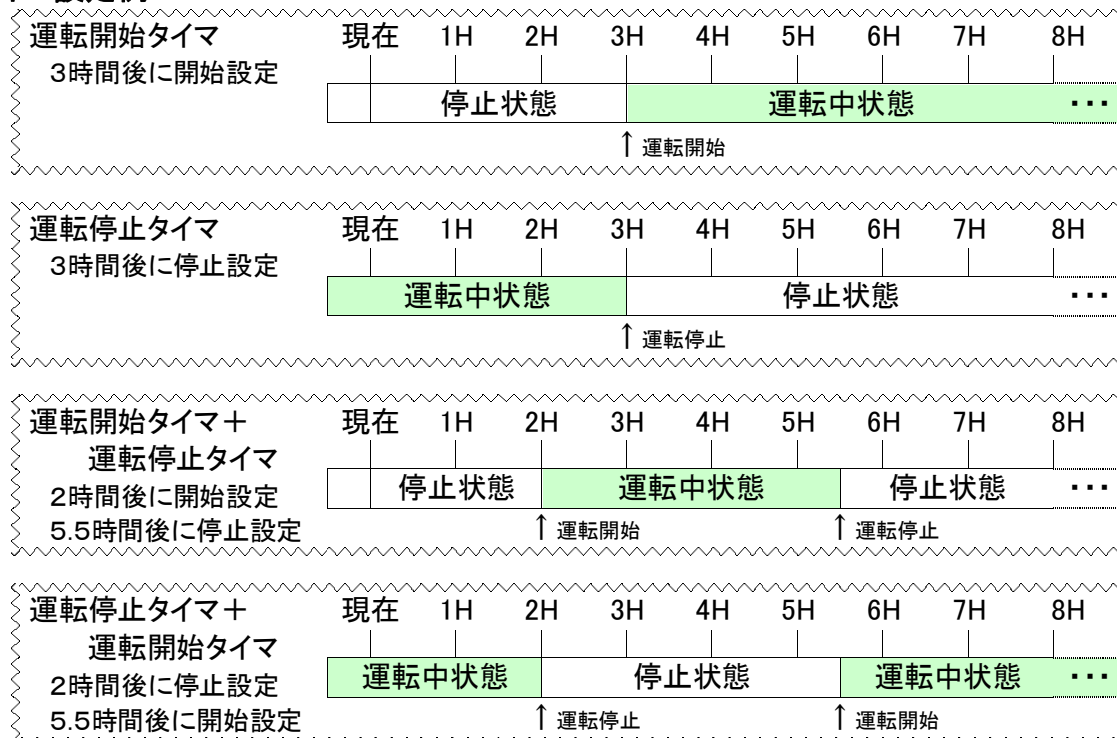 運転開始タイマ 現在 1H 2H 3H 4H 5H 6H 7H 8H
3時間後に開始設定
停止状態 運転中状態 ・・・
↑ 運転開始
運転停止タイマ 現在 1H 2H 3H 4H 5H 6H 7H 8H
3時間後に停止設定
運転中状態 停止状態 ・・・
↑ 運転停止
運転開始タイマ＋ 現在 1H 2H 3H 4H 5H 6H 7H 8H
運転停止タイマ
2時間後に開始設定 停止状態 運転中状態 停止状態 ・・・
5.5時間後に停止設定 ↑ 運転開始 ↑ 運転停止
運転停止タイマ＋ 現在 1H 2H 3H 4H 5H 6H 7H 8H
運転開始タイマ
2時間後に停止設定 運転中状態 停止状態 運転中状態 ・・・
5.5時間後に開始設定 ↑ 運転停止 ↑ 運転開始